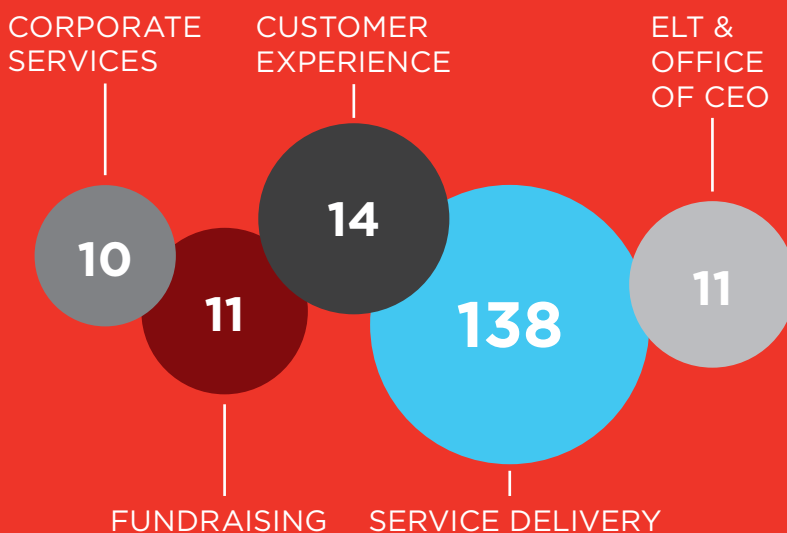 CORPORATE
SERVICES
CUSTOMER
EXPERIENCE
ELT &
OFFICE
OF CEO
10
11
14
138
11
FUNDRAISING
SERVICE DELIVERY